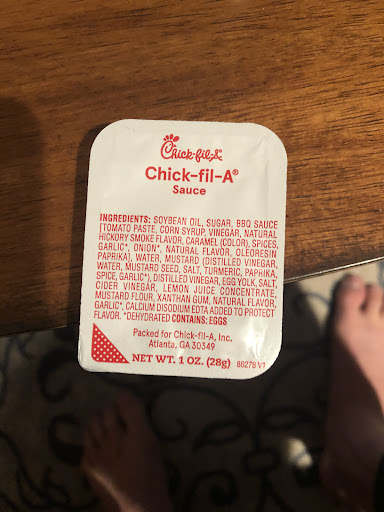 Chick-fil-A®
Chick-fil-A®
Sauce
INGREDIENTS: SOYBEAN OIL, SUGAR, BBQ SAUCE
[TOMATO PASTE, CORN SYRUP, VINEGAR, NATURAL
HICKORY SMOKE FLAVOR, CARAMEL (COLOR), SPICES,
GARLIC*, ONION*, NATURAL FLAVOR, OLEORESIN
PAPRIKA], WATER, MUSTARD (DISTILLED VINEGAR,
WATER, MUSTARD SEED, SALT, TURMERIC, PAPRIKA,
SPICE, GARLIC*), DISTILLED VINEGAR, EGG YOLK, SALT,
CIDER VINEGAR, LEMON JUICE CONCENTRATE,
MUSTARD FLOUR, XANTHAN GUM, NATURAL FLAVOR,
GARLIC*, CALCIUM DISODIUM EDTA ADDED TO PROTECT
FLAVOR. *DEHYDRATED CONTAINS: EGGS
Packed for Chick-fil-A, Inc.
Atlanta, GA 30349
NET WT. 1 OZ. (28g) 80278 V1